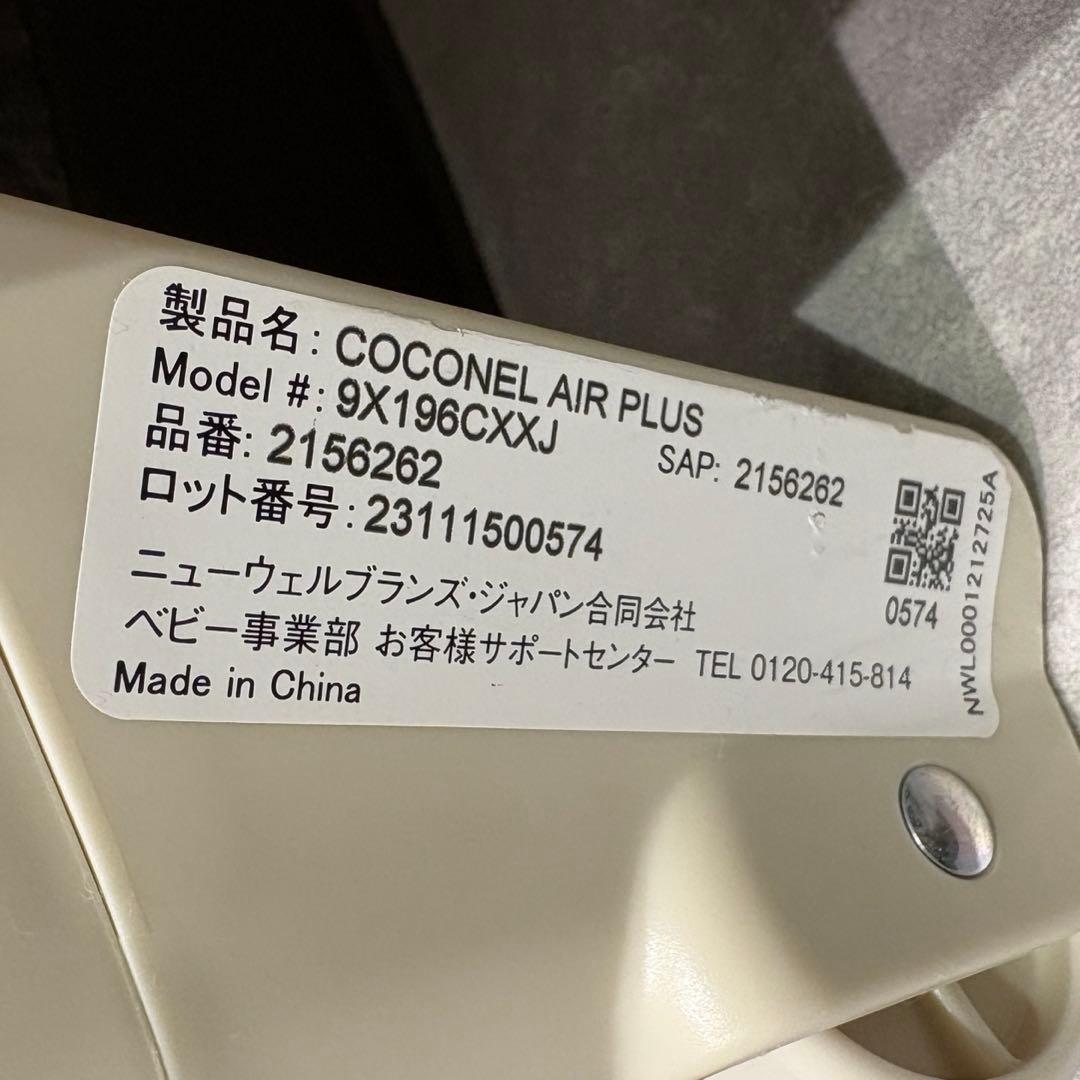 製品名: COCONEL AIR PLUS
Model #: 9X196CXXJ
品番: 2156262
SAP: 2156262
ロット番号: 23111500574
ニューウェルブランズ・ジャパン合同会社
ベビー事業部 お客様サポートセンター TEL 0120-415-814
Made in China
0574
NWL0001212725A